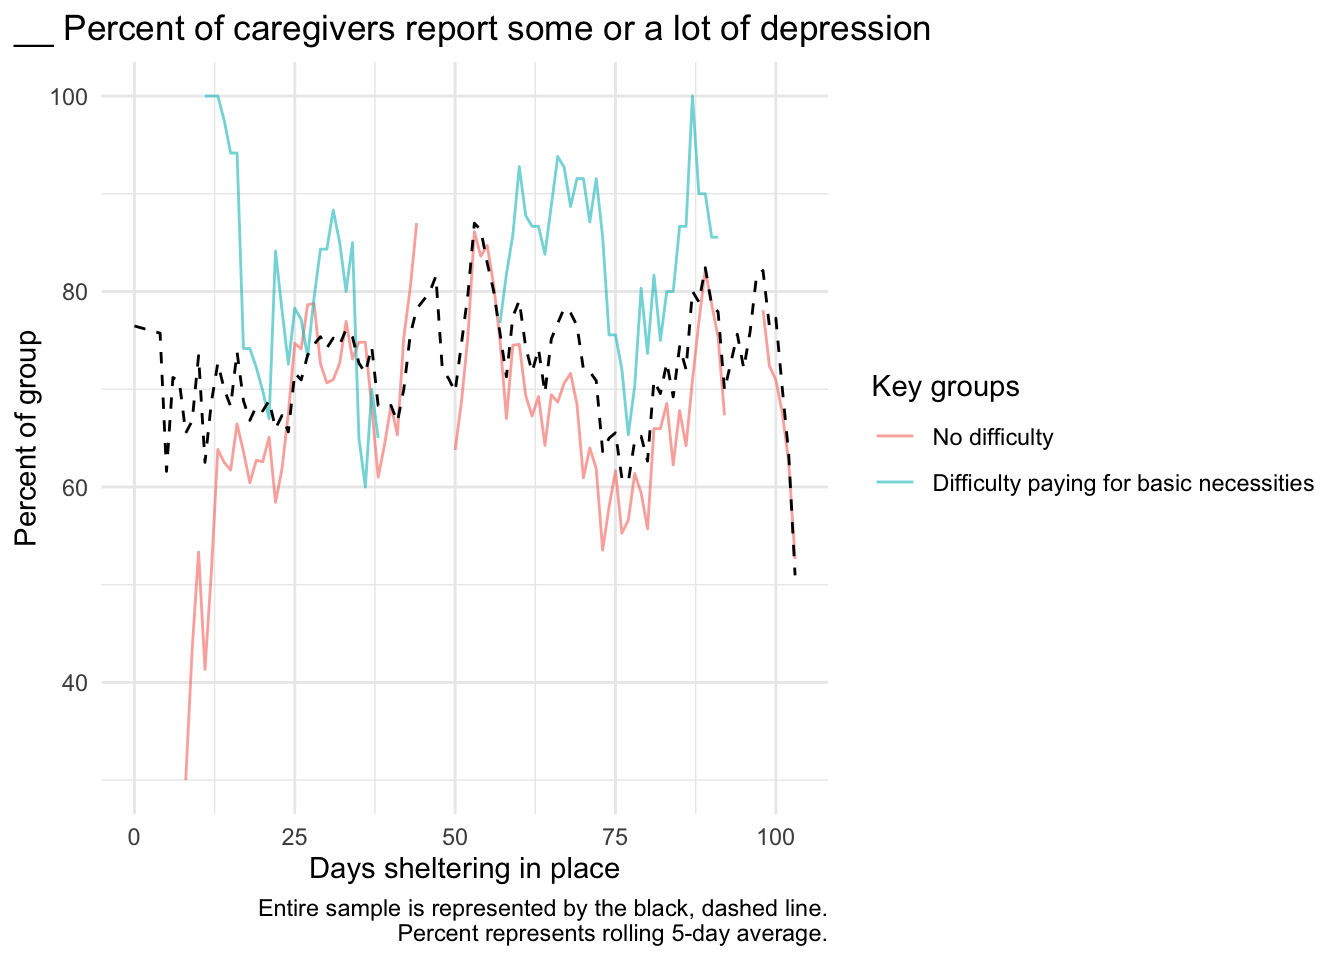 __ Percent of caregivers report some or a lot of depression
100
80
60
40
Percent of group
0 25 50 75 100
Days sheltering in place
Key groups
No difficulty
Difficulty paying for basic necessities
Entire sample is represented by the black, dashed line.
Percent represents rolling 5-day average.